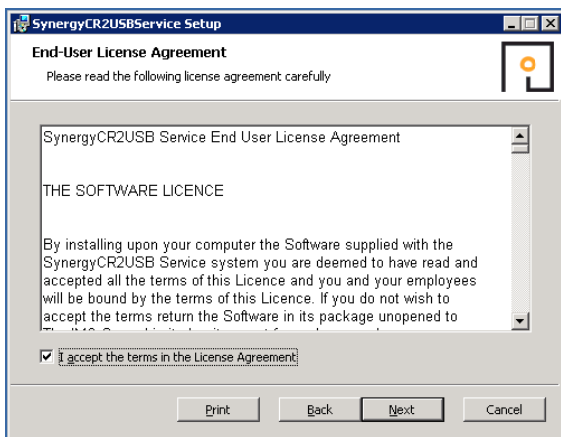 SynergyCR2USBService Setup
End-User License Agreement
Please read the following license agreement carefully
SynergyCR2USB Service End User License Agreement
THE SOFTWARE LICENCE
By installing upon your computer the Software supplied with the
SynergyCR2USB Service system you are deemed to have read and
accepted all the terms of this Licence and you and your employees
will be bound by the terms of this Licence. If you do not wish to
accept the terms return the Software in its package unopened to
I accept the terms in the License Agreement
Print
Back
Next
Cancel